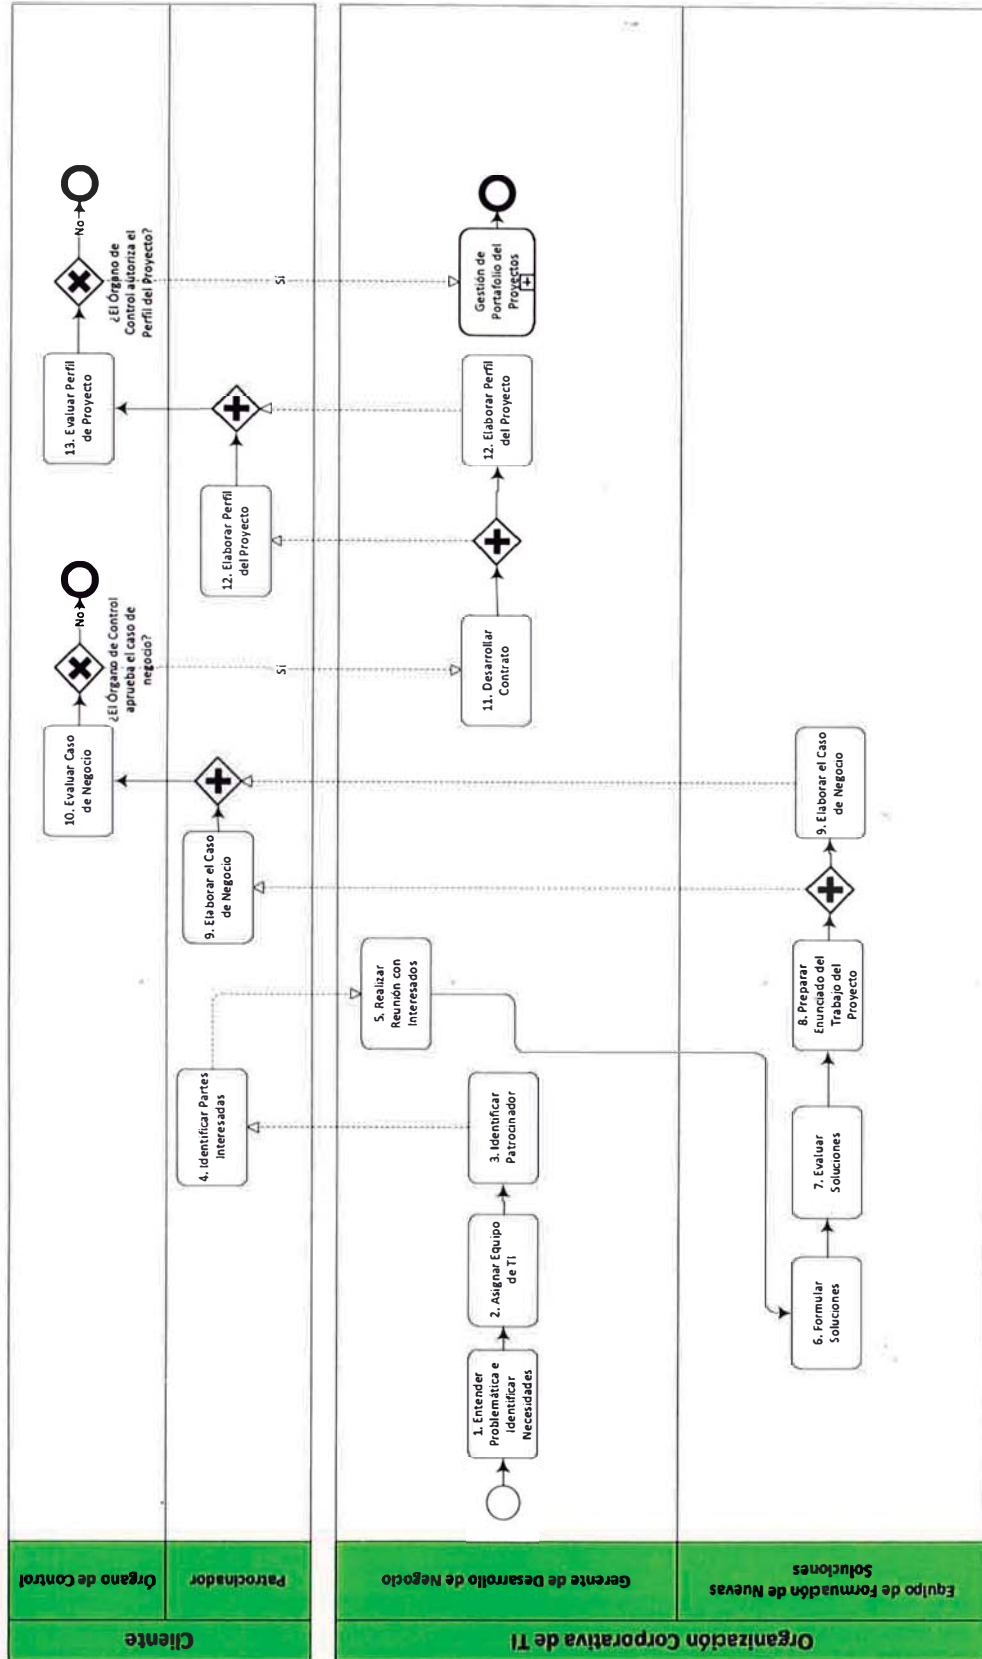 Cliente
Órgano de Control
Patrocinador
Organización Corporativa de TI
Gerente de Desarrollo de Negocio
Equipo de Formuación de Nuevas
Soluciones
1. Entender
Problemática e
Identificar
Necesidades
2. Asignar Equipo
de TI
3. Identificar
Patrocinador
4. Identificar Partes
Interesadas
5. Realizar
Reunión con
Interesados
6. Formular
Soluciones
7. Evaluar
Soluciones
8. Preparar
Enunciado del
Trabajo del
Proyecto
9. Elaborar el Caso
de Negocio
9. Elaborar el Caso
de Negocio
10. Evaluar Caso
de Negocio
¿El Órgano de Control
aprueba el caso de
negocio?
No
Si
11. Desarrollar
Contrato
12. Elaborar Perfil
del Proyecto
12. Elaborar Perfil
del Proyecto
13. Evaluar Perfil
de Proyecto
¿El Órgano de
Control autoriza el
Perfil del Proyecto?
No
Si
Gestión de
Portafolio del
Proyectos